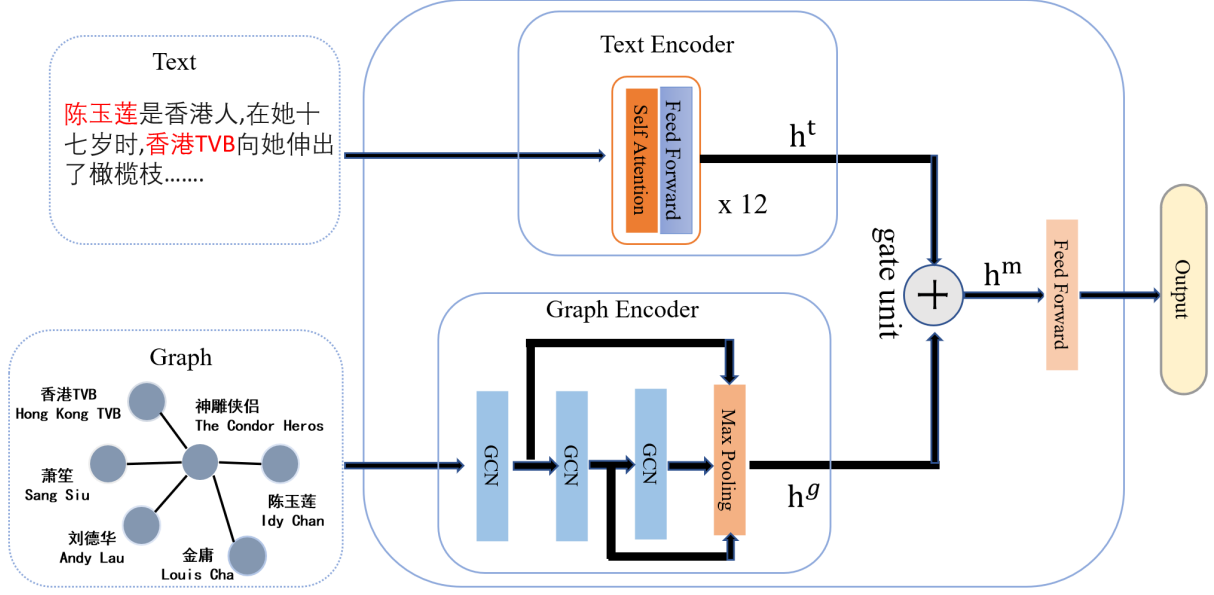 Text
陈玉莲是香港人,在她十
七岁时,香港TVB向她伸出
了橄榄枝…….
Text Encoder
Self Attention
Feed Forward
x 12
h^t
gate unit
+
h^m
Feed Forward
Output
Graph
香港TVB
Hong Kong TVB
神雕侠侣
The Condor Heros
萧笙
Sang Siu
陈玉莲
Idy Chan
刘德华
Andy Lau
金庸
Louis Cha
Graph Encoder
GCN
GCN
GCN
Max Pooling
h^g